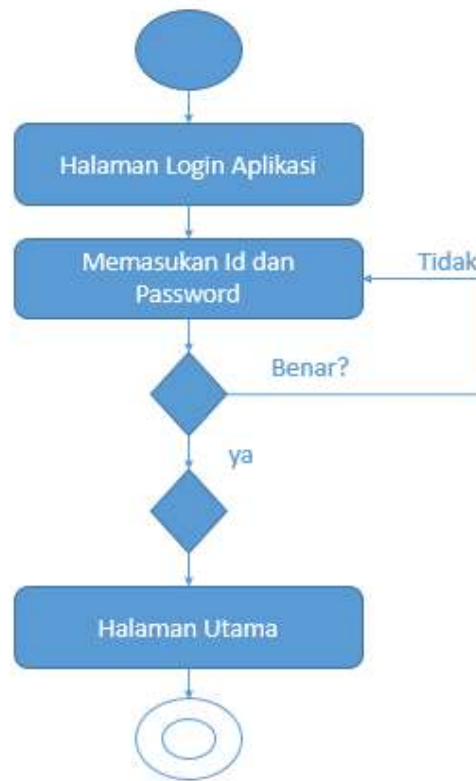 Halaman Login Aplikasi
Memasukan Id dan
Password
Tidak
Benar?
ya
Halaman Utama